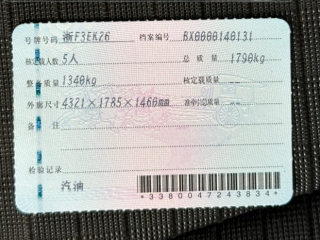 号牌号码 浙F3EK26 档案编号 BX0000140131
核定载人数 5人 总质量 1790kg
整备质量 1340kg 核定载质量 --
外廓尺寸 4321×1785×1460mm 准牵总质量 --
备注
检验记录
汽油
*3380047243834*